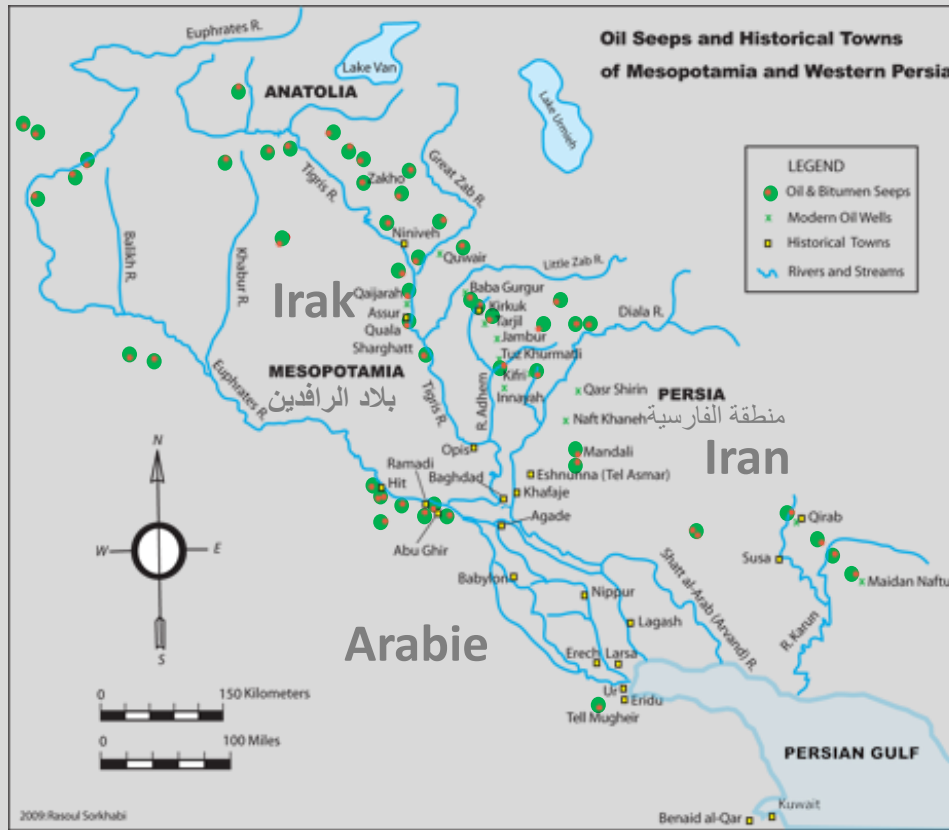 Oil Seeps and Historical Towns
of Mesopotamia and Western Persia
Euphrates R.
Lake Van
ANATOLIA
Lake Urmieh
LEGEND
Oil & Bitumen Seeps
Modern Oil Wells
Historical Towns
Rivers and Streams
Great Zab R.
Tigris R.
Zakho
Balikh R.
Khabur R.
Niniveh
Quwair
Little Zab R.
Irak
Qaijarah
Baba Gurgur
Kirkuk
Assur
Tarjil
Diala R.
Quala
Jambur
Sharghatt
Tuz Khurmadi
MESOPOTAMIA
Kifri
بلاد الرافدين
Innayah
Qasr Shirin
PERSIA
Euphrates R.
Tigris R.
R. Adhem
Naft Khaneh
منطقة الفارسية
Opis
Mandali
Iran
Ramadi
Baghdad
Eshnunna (Tel Asmar)
Hit
Khafaje
N
Agade
Qirab
W
E
Abu Ghir
Susa
Shatt al-Arab (Arvand) R.
Babylon
Maidan Naftu
Nippur
S
Lagash
R. Karun
Arabie
Erech
Larsa
0
150 Kilometers
Ur
Eridu
Tell Mugheir
0
100 Miles
PERSIAN GULF
2009: Rasoul Sorkhabi
Kuwait
Benaid al-Qar